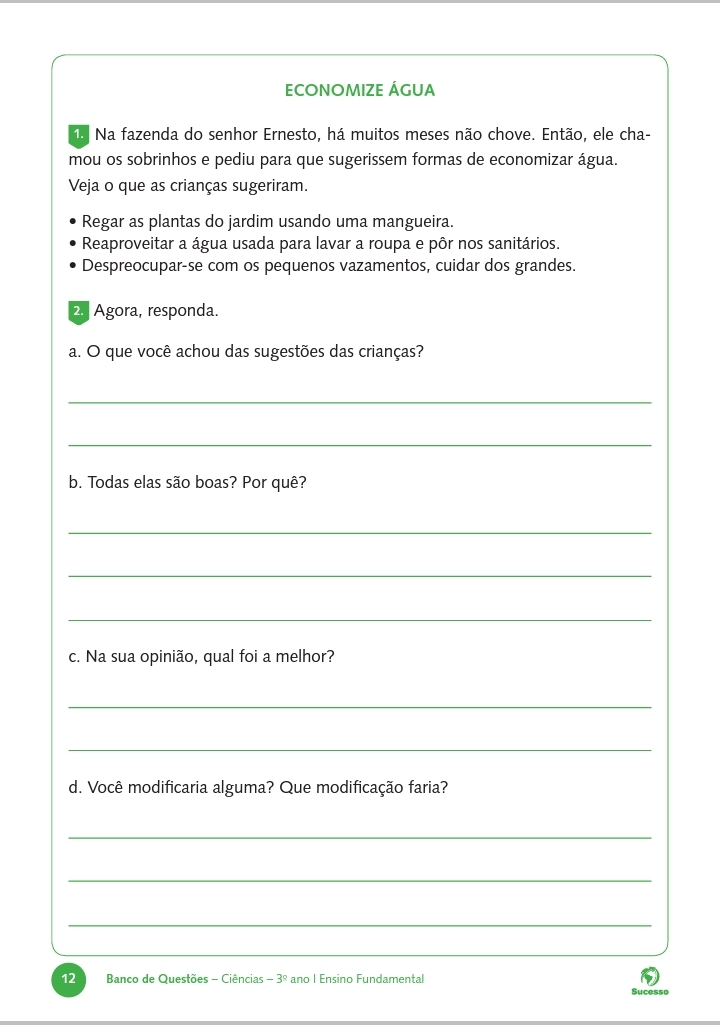 ECONOMIZE ÁGUA
1. Na fazenda do senhor Ernesto, há muitos meses não chove. Então, ele cha-
mou os sobrinhos e pediu para que sugerissem formas de economizar água.
Veja o que as crianças sugeriram.
• Regar as plantas do jardim usando uma mangueira.
• Reaproveitar a água usada para lavar a roupa e pôr nos sanitários.
• Despreocupar-se com os pequenos vazamentos, cuidar dos grandes.
2. Agora, responda.
a. O que você achou das sugestões das crianças?
b. Todas elas são boas? Por quê?
c. Na sua opinião, qual foi a melhor?
d. Você modificaria alguma? Que modificação faria?
12 Banco de Questões – Ciências – 3º ano I Ensino Fundamental
Sucesso